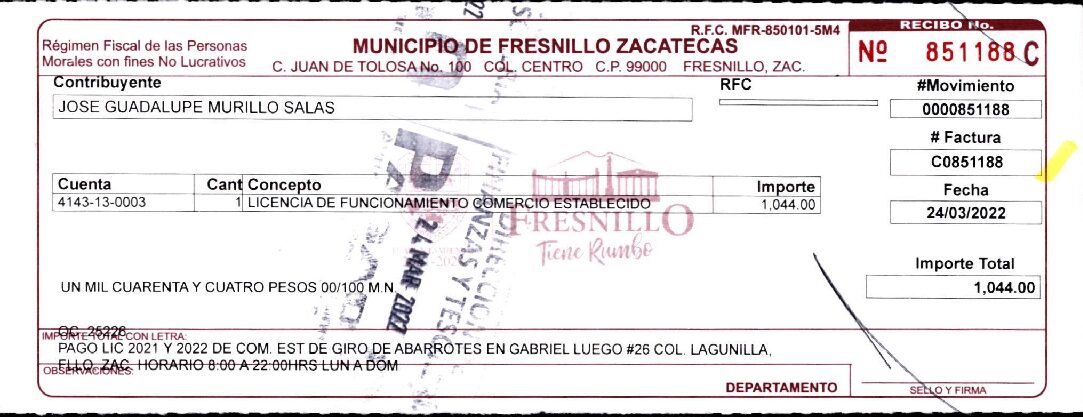 R.F.C. MFR-850101-5M4
RECIBO No.
Régimen Fiscal de las Personas
Morales con fines No Lucrativos
MUNICIPIO DE FRESNILLO ZACATECAS
C. JUAN DE TOLOSA No. 100 COL. CENTRO C.P. 99000 FRESNILLO, ZAC.
Nº 851188 C
Contribuyente
RFC
#Movimiento
JOSE GUADALUPE MURILLO SALAS
0000851188
# Factura
C0851188
Cuenta Cant Concepto Importe
Fecha
4143-13-0003 1 LICENCIA DE FUNCIONAMIENTO COMERCIO ESTABLECIDO 1,044.00
24/03/2022
FRESNILLO
Tiene Rumbo
24 MAR 2022
DIRECCION
FINANZAS Y
Importe Total
UN MIL CUARENTA Y CUATRO PESOS 00/100 M.N.
1,044.00
OC. 25226
IMPORTE TOTAL CON LETRA:
PAGO LIC 2021 Y 2022 DE COM. EST DE GIRO DE ABARROTES EN GABRIEL LUEGO #26 COL. LAGUNILLA,
FLLO, ZAC. HORARIO 8:00 A 22:00HRS LUN A DOM
OBSERVACIONES:
DEPARTAMENTO
SELLO Y FIRMA